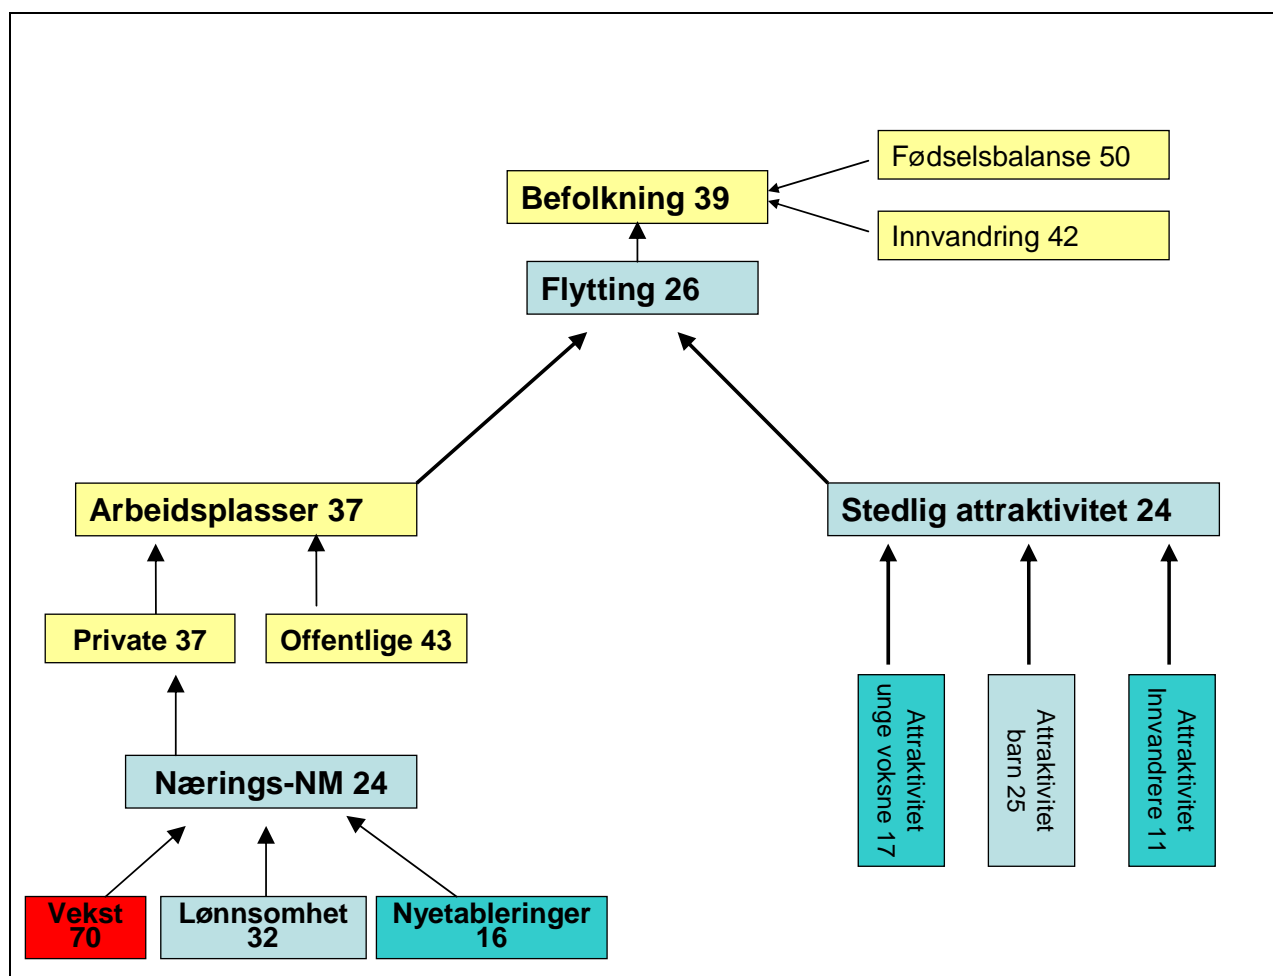 Fødselsbalanse 50
Befolkning 39
Innvandring 42
Flytting 26
Arbeidsplasser 37
Stedlig attraktivitet 24
Private 37
Offentlige 43
Attraktivitet
unge voksne 17
Attraktivitet
barn 25
Attraktivitet
Innvandrere 11
Nærings-NM 24
Vekst
70
Lønnsomhet
32
Nyetableringer
16